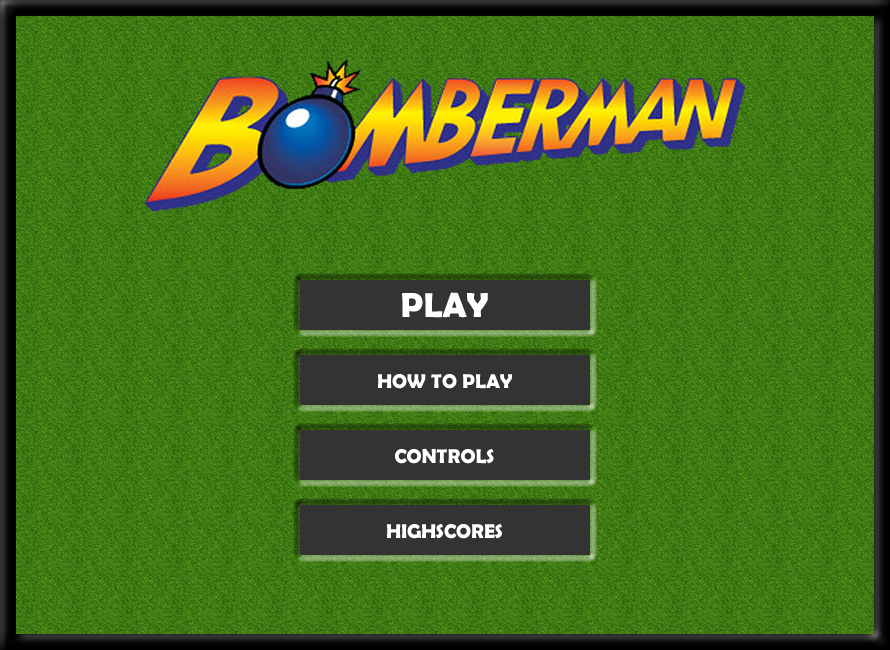 BOMBERMAN
PLAY
HOW TO PLAY
CONTROLS
HIGHSCORES